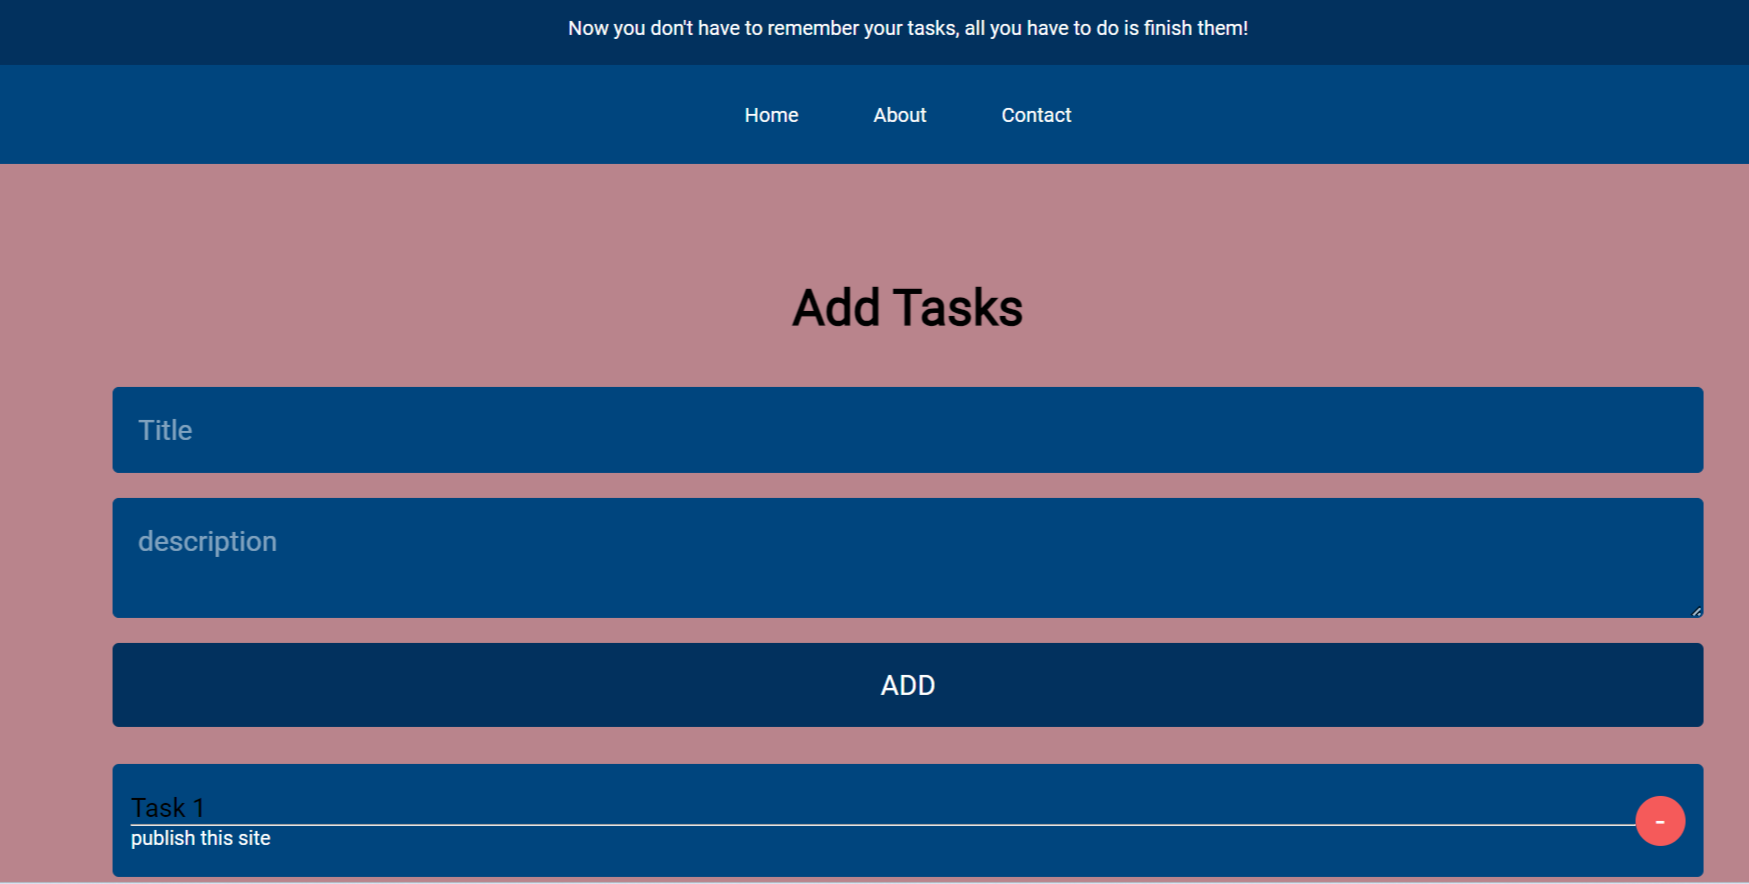 Now you don't have to remember your tasks, all you have to do is finish them!
Home About Contact
Add Tasks
Title
description
ADD
Task 1
-
publish this site